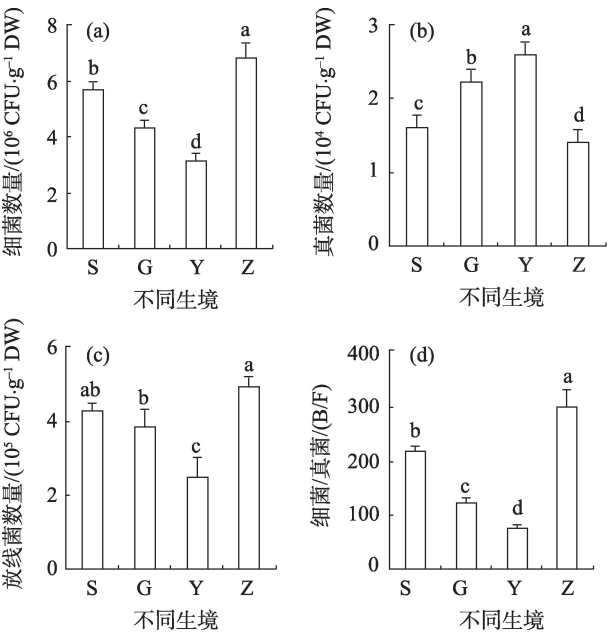 (a)
细菌数量/(10⁶ CFU·g⁻¹ DW)
8
6
4
2
0
b
c
d
a
S G Y Z
不同生境
(b)
真菌数量/(10⁴ CFU·g⁻¹ DW)
3
2
1
0
c
b
a
d
S G Y Z
不同生境
(c)
放线菌数量/(10⁵ CFU·g⁻¹ DW)
6
4
2
0
ab
b
c
a
S G Y Z
不同生境
(d)
细菌/真菌/(B/F)
400
300
200
100
0
b
c
d
a
S G Y Z
不同生境